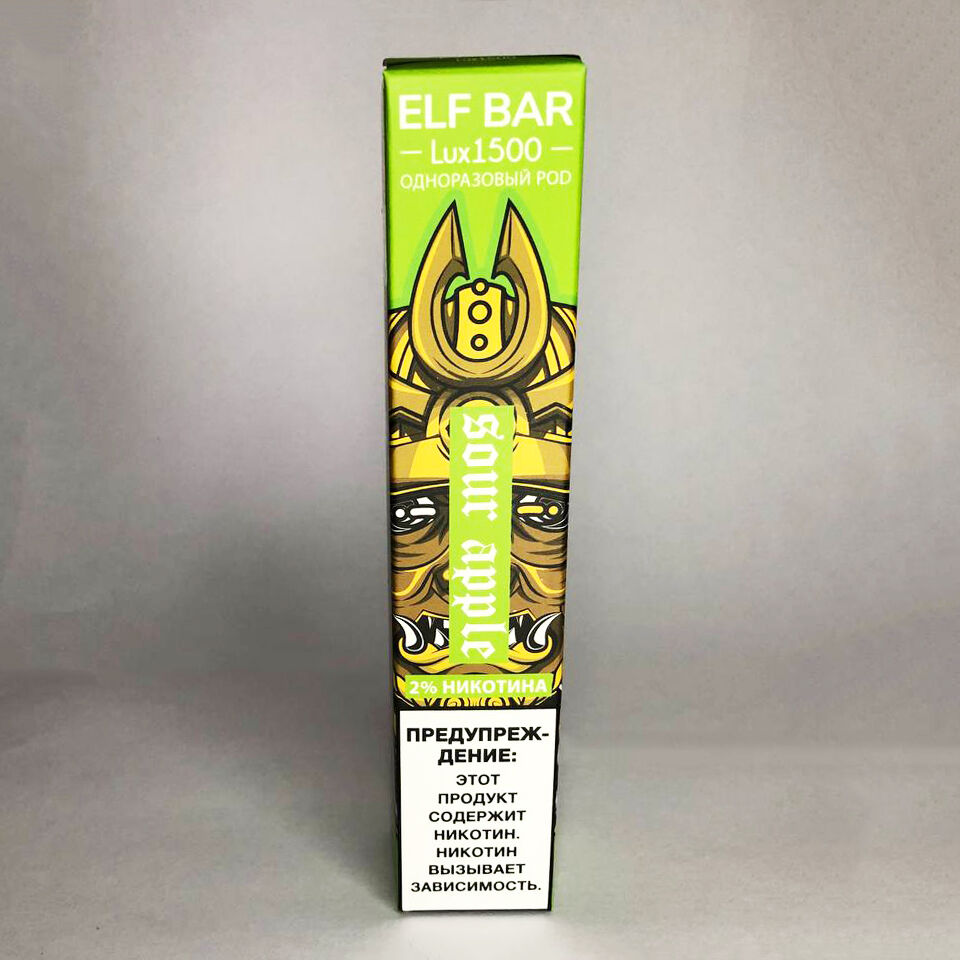 ELF BAR
Lux1500
ОДНОРАЗОВЫЙ POD
sour apple
2% НИКОТИНА
ПРЕДУПРЕЖ-
ДЕНИЕ:
ЭТОТ
ПРОДУКТ
СОДЕРЖИТ
НИКОТИН.
НИКОТИН
ВЫЗЫВАЕТ
ЗАВИСИМОСТЬ.